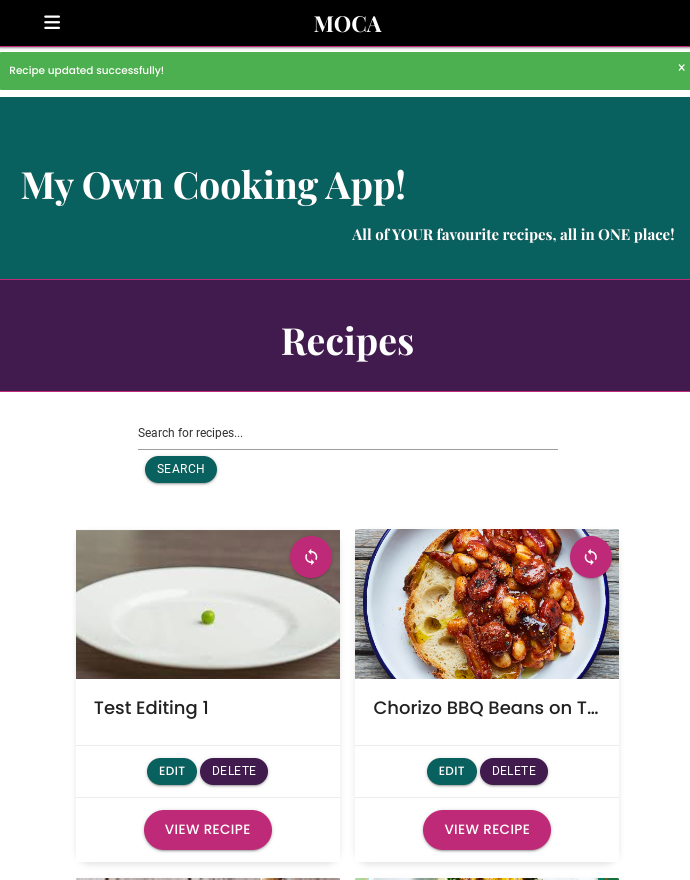 MOCA
Recipe updated successfully!
x
My Own Cooking App!
All of YOUR favourite recipes, all in ONE place!
Recipes
Search for recipes...
SEARCH
Test Editing 1
Chorizo BBQ Beans on T...
EDIT DELETE
EDIT DELETE
VIEW RECIPE
VIEW RECIPE